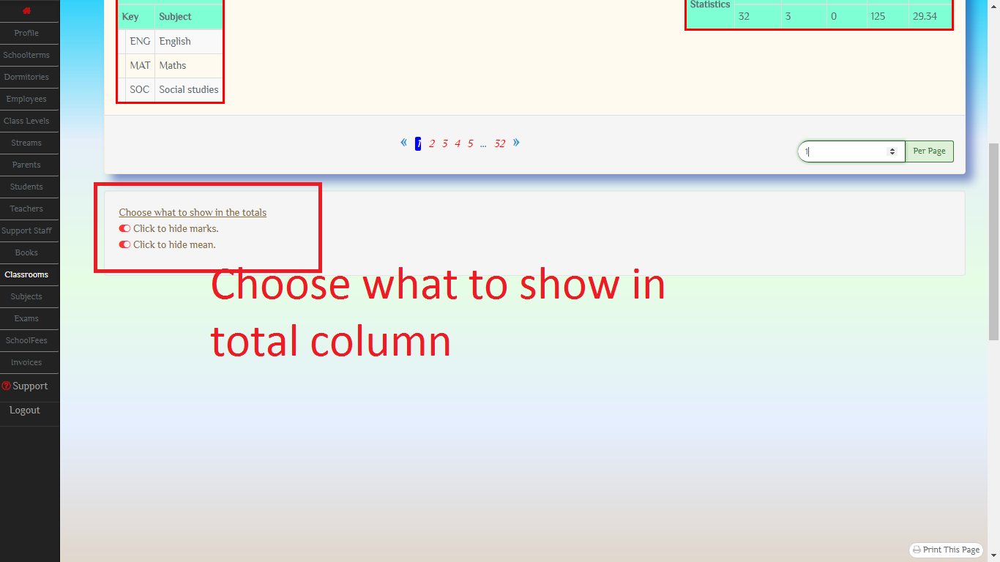 Profile
Schoolterms
Dormitories
Employees
Class Levels
Streams
Parents
Students
Teachers
Support Staff
Books
Classrooms
Subjects
Exams
SchoolFees
Invoices
Support
Logout
Key Subject
ENG English
MAT Maths
SOC Social studies
Statistics
32 3 0 125 29.34
« 1 2 3 4 5 ... 32 »
1 Per Page
Choose what to show in the totals
Click to hide marks.
Click to hide mean.
Choose what to show in
total column
Print This Page